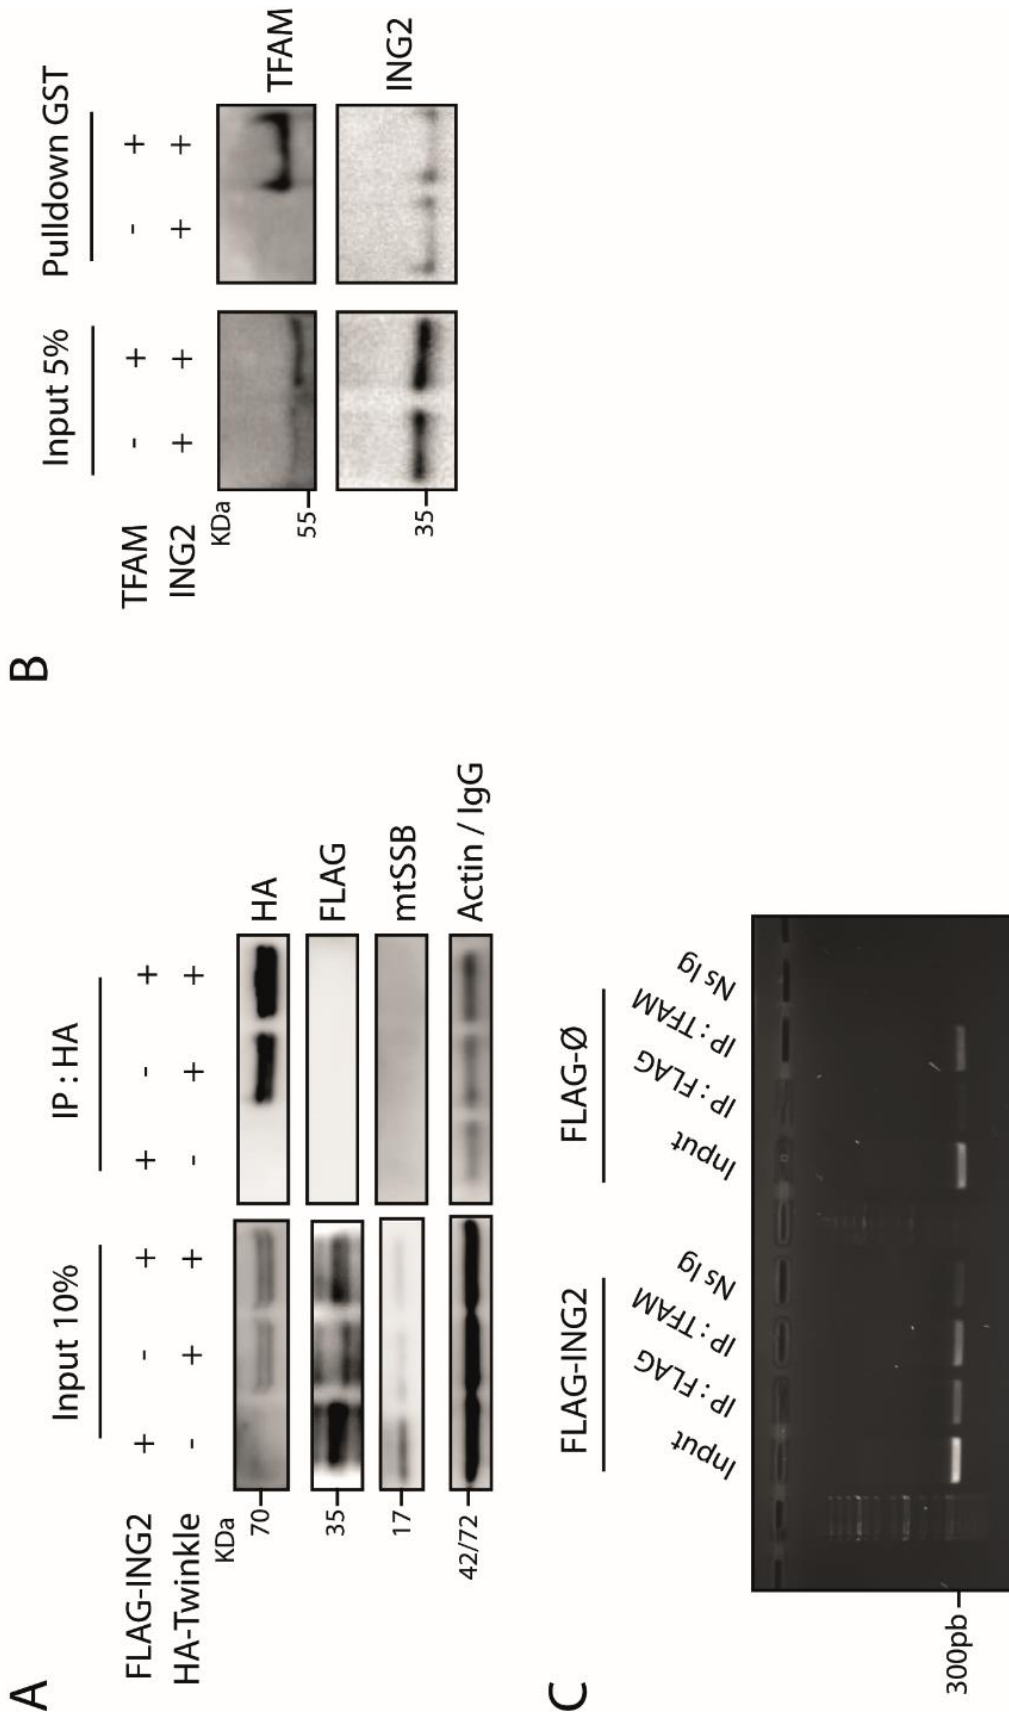 A
Input 10%
IP : HA
FLAG-ING2 + - + + - +
HA-Twinkle - + + - + +
KDa
70 HA
35 FLAG
17 mtSSB
42/72 Actin / IgG
B
Input 5%
Pulldown GST
TFAM - + - +
ING2 + + + +
KDa
55 TFAM
35 ING2
C
FLAG-ING2
FLAG-Ø
Input IP : FLAG IP : TFAM Ns Ig Input IP : FLAG IP : TFAM Ns Ig
300pb